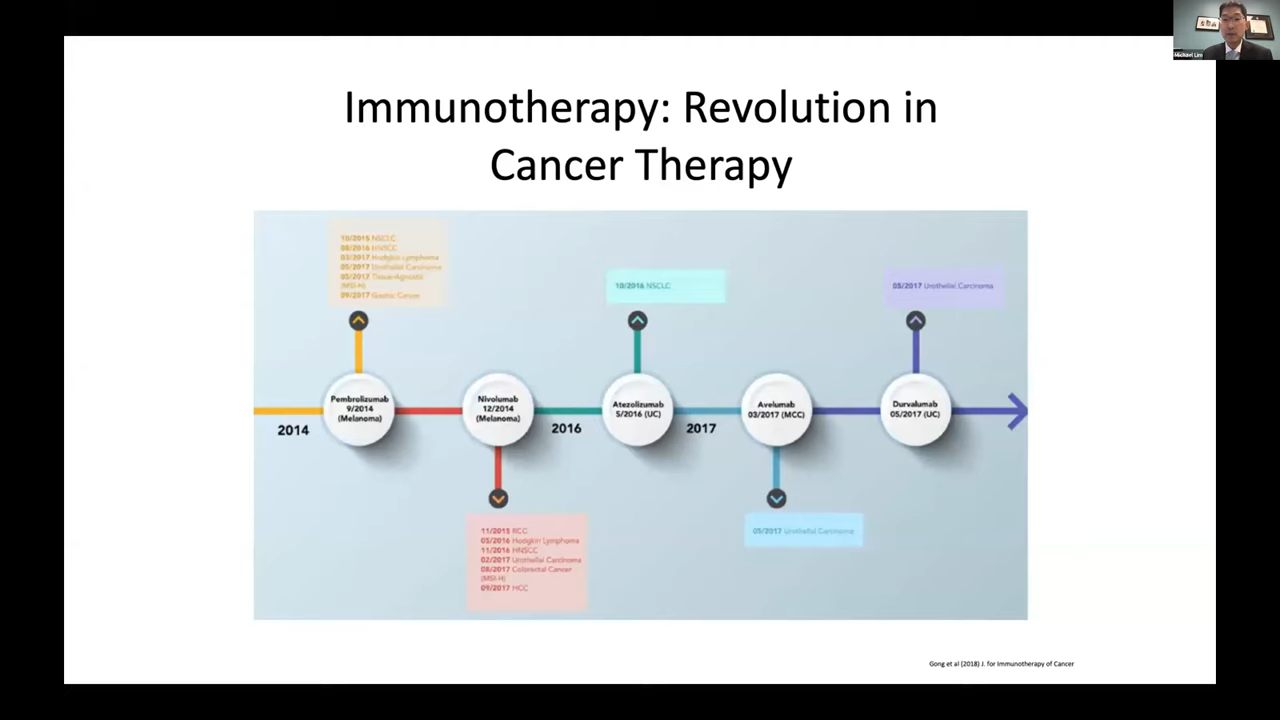 Michael Lim
Immunotherapy: Revolution in
Cancer Therapy
10/2015 NSCLC
08/2016 HNSCC
03/2017 Hodgkin Lymphoma
05/2017 Urothelial Carcinoma
05/2017 Tissue-Agnostic
(MSI-H)
09/2017 Gastric Cancer
10/2016 NSCLC
05/2017 Urothelial Carcinoma
Pembrolizumab
9/2014
(Melanoma)
Nivolumab
12/2014
(Melanoma)
Atezolizumab
5/2016 (UC)
Avelumab
03/2017 (MCC)
Durvalumab
05/2017 (UC)
2014
2016
2017
11/2015 RCC
05/2016 Hodgkin Lymphoma
11/2016 HNSCC
02/2017 Urothelial Carcinoma
08/2017 Colorectal Cancer
(MSI-H)
09/2017 HCC
05/2017 Urothelial Carcinoma
Gong et al (2018) J. for Immunotherapy of Cancer